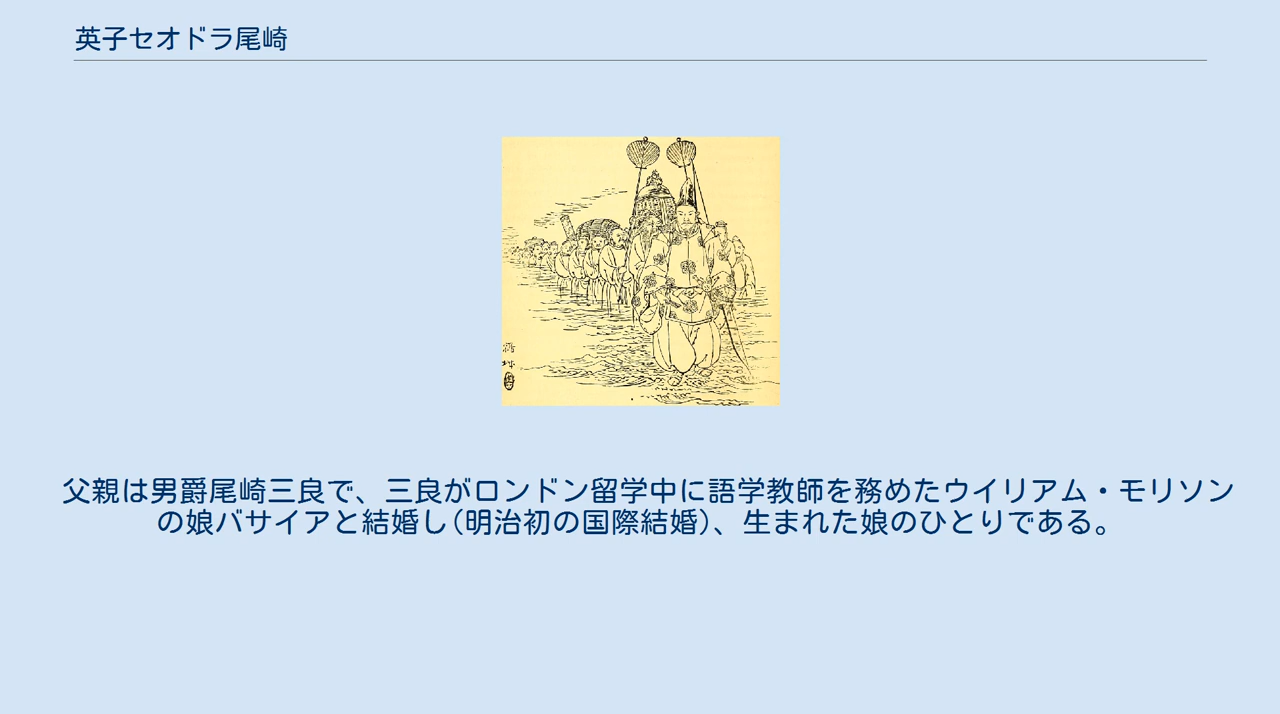 英子セオドラ尾崎
父親は男爵尾崎三良で、三良がロンドン留学中に語学教師を務めたウイリアム・モリソン
の娘バサイアと結婚し(明治初の国際結婚)、生まれた娘のひとりである。